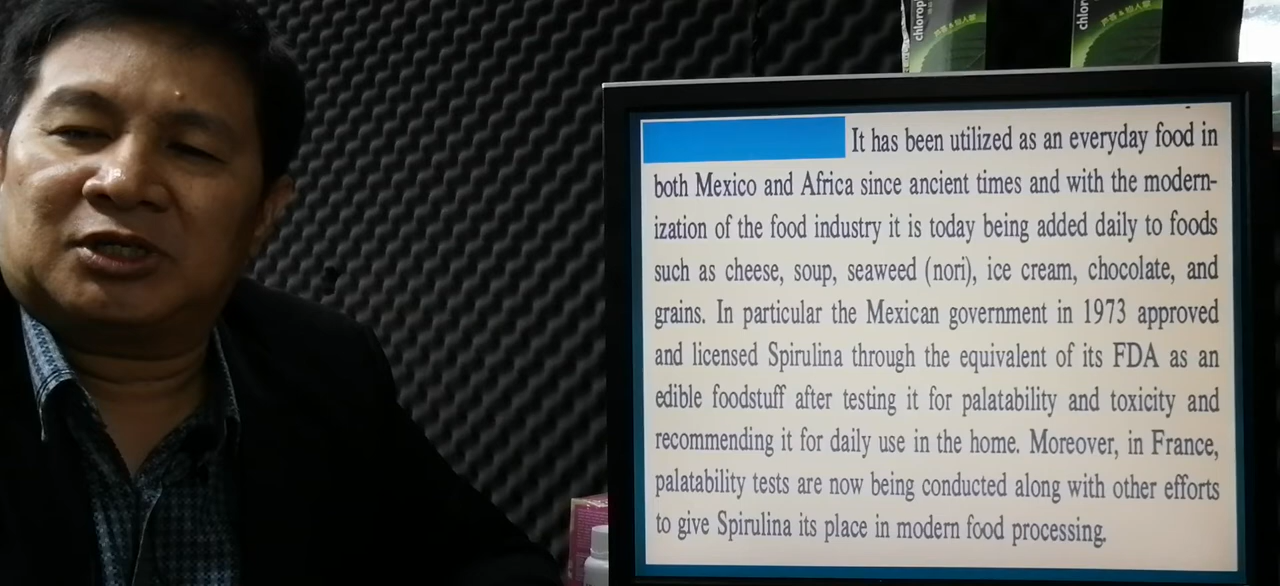 chlorop
chlor
It has been utilized as an everyday food in
both Mexico and Africa since ancient times and with the modern-
ization of the food industry it is today being added daily to foods
such as cheese, soup, seaweed (nori), ice cream, chocolate, and
grains. In particular the Mexican government in 1973 approved
and licensed Spirulina through the equivalent of its FDA as an
edible foodstuff after testing it for palatability and toxicity and
recommending it for daily use in the home. Moreover, in France,
palatability tests are now being conducted along with other efforts
to give Spirulina its place in modern food processing.